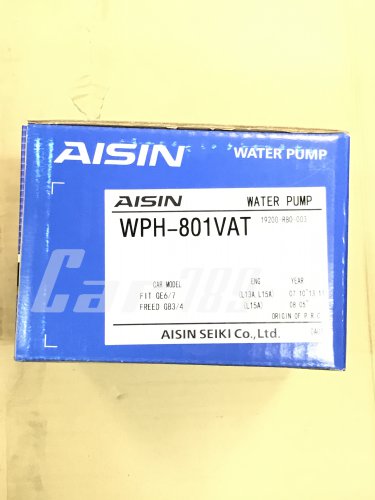 AISIN WATER PUMP
AISIN WATER PUMP
WPH-801VAT 19200-RB0-003
CAR MODEL ENG YEAR
FIT GE6/7 (L13A, L15A) 07.10~13.
FREED GB3/4 (L15A) 08.05~
ORIGIN OF P.R.C
AISIN SEIKI Co., Ltd.